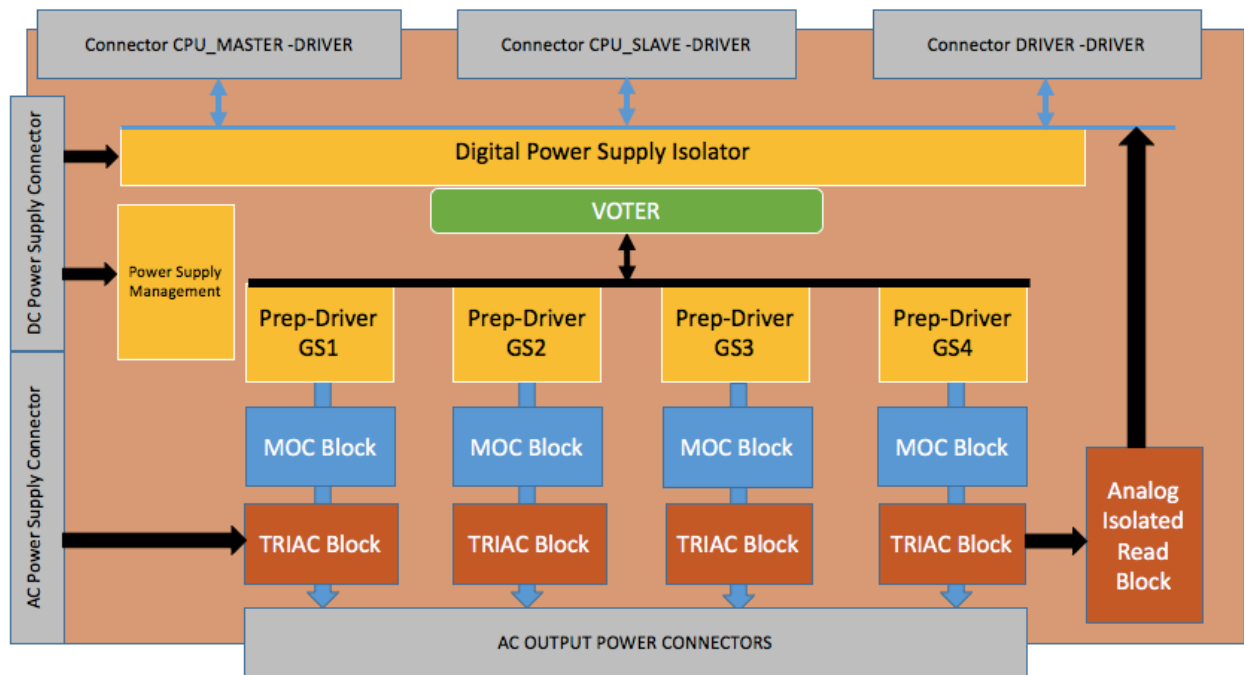 Connector CPU_MASTER -DRIVER
Connector CPU_SLAVE -DRIVER
Connector DRIVER -DRIVER
DC Power Supply Connector
Digital Power Supply Isolator
VOTER
Power Supply
Management
Prep-Driver
GS1
Prep-Driver
GS2
Prep-Driver
GS3
Prep-Driver
GS4
AC Power Supply Connector
MOC Block
MOC Block
MOC Block
MOC Block
TRIAC Block
TRIAC Block
TRIAC Block
TRIAC Block
Analog
Isolated
Read
Block
AC OUTPUT POWER CONNECTORS